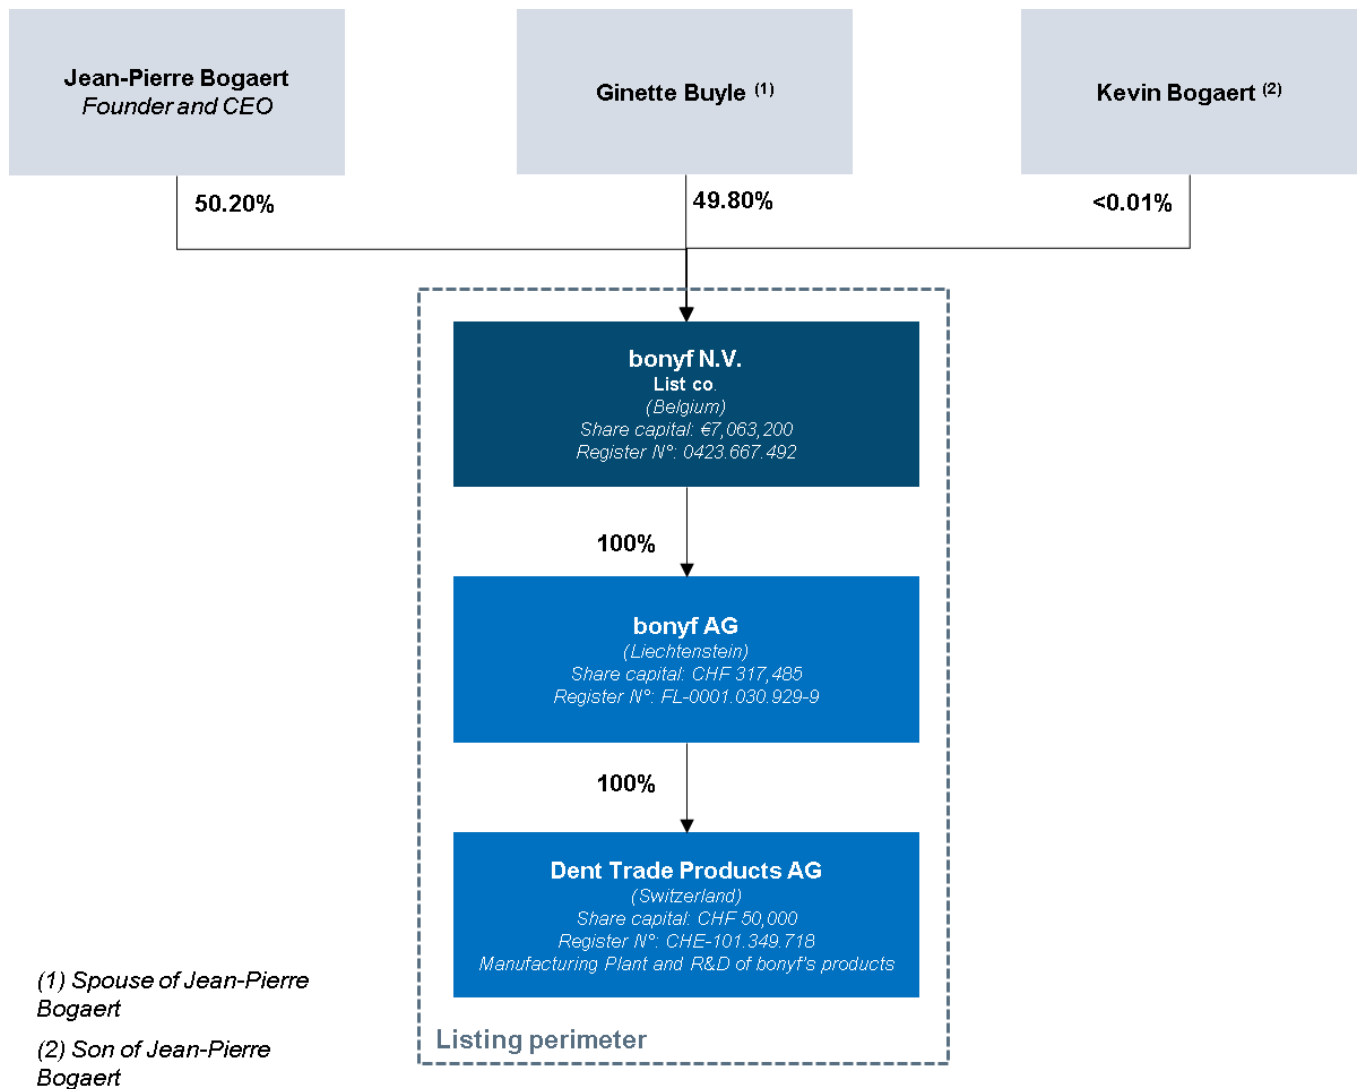 Jean-Pierre Bogaert
Founder and CEO
Ginette Buyle (1)
Kevin Bogaert (2)
50.20%
49.80%
<0.01%
bonyf N.V.
List co.
(Belgium)
Share capital: €7,063,200
Register N°: 0423.667.492
100%
bonyf AG
(Liechtenstein)
Share capital: CHF 317,485
Register N°: FL-0001.030.929-9
100%
Dent Trade Products AG
(Switzerland)
Share capital: CHF 50,000
Register N°: CHE-101.349.718
Manufacturing Plant and R&D of bonyf's products
Listing perimeter
(1) Spouse of Jean-Pierre
Bogaert
(2) Son of Jean-Pierre
Bogaert